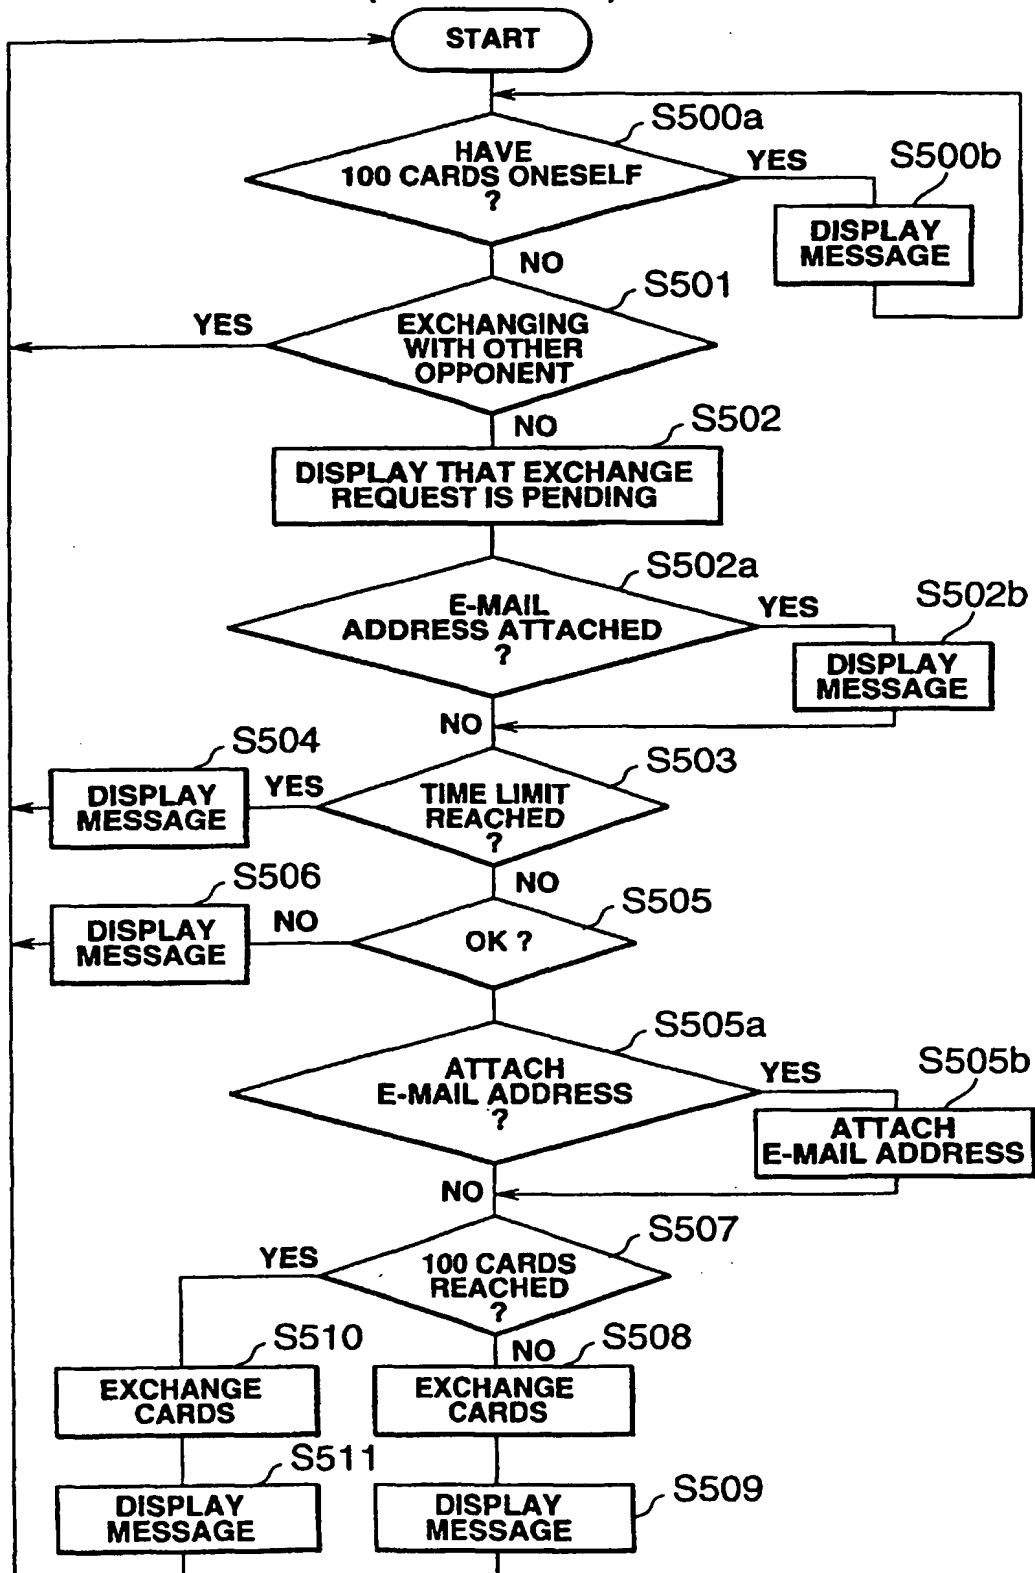 START
S500a
HAVE
100 CARDS ONESELF
?
YES
S500b
DISPLAY
MESSAGE
NO
S501
YES
EXCHANGING
WITH OTHER
OPPONENT
NO
S502
DISPLAY THAT EXCHANGE
REQUEST IS PENDING
S502a
E-MAIL
ADDRESS ATTACHED
?
YES
S502b
DISPLAY
MESSAGE
NO
S504
DISPLAY
MESSAGE
YES
S503
TIME LIMIT
REACHED
?
NO
S506
DISPLAY
MESSAGE
NO
S505
OK ?
S505a
ATTACH
E-MAIL ADDRESS
?
YES
S505b
ATTACH
E-MAIL ADDRESS
NO
S507
YES
100 CARDS
REACHED
?
S510
NO
S508
EXCHANGE
CARDS
EXCHANGE
CARDS
S511
DISPLAY
MESSAGE
S509
DISPLAY
MESSAGE